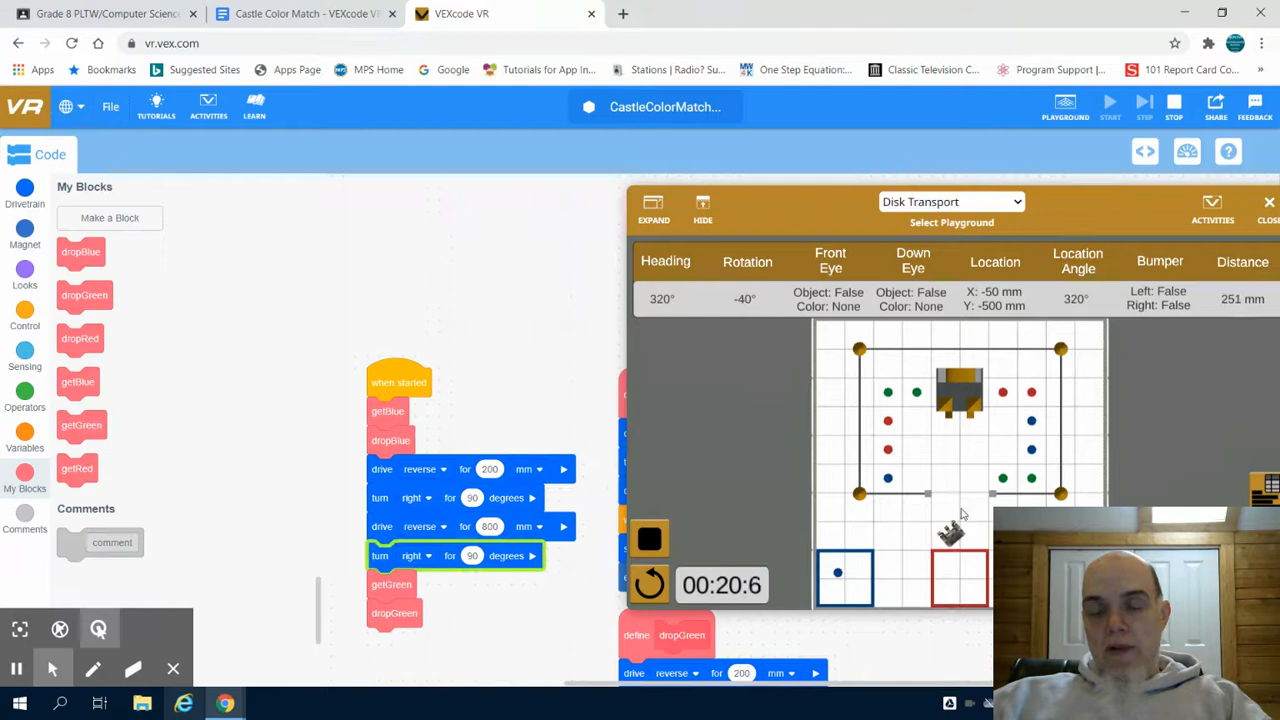 Grade 8 PLTW/Computer Science
Castle Color Match - VEXcode VR
VEXcode VR
vr.vex.com
Apps
Bookmarks
Suggested Sites
Apps Page
MPS Home
Google
Tutorials for App In...
Stations | Radio? Su...
One Step Equation:...
Classic Television C...
Program Support |...
101 Report Card Co...
VR
File
TUTORIALS
ACTIVITIES
LEARN
CastleColorMatch...
PLAYGROUND
START
STEP
STOP
SHARE
FEEDBACK
Code
Drivetrain
Magnet
Looks
Control
Sensing
Operators
Variables
My Blocks
Comments
My Blocks
Make a Block
dropBlue
dropGreen
dropRed
getBlue
getGreen
getRed
Comments
comment
when started
getBlue
dropBlue
drive reverse for 200 mm
turn right for 90 degrees
drive reverse for 800 mm
turn right for 90 degrees
getGreen
dropGreen
define dropGreen
drive reverse for 200 mm
EXPAND
HIDE
Disk Transport
Select Playground
ACTIVITIES
CLOSE
Heading
Rotation
Front Eye
Down Eye
Location
Location Angle
Bumper
Distance
320°
-40°
Object: False
Color: None
Object: False
Color: None
X: -50 mm
Y: -500 mm
320°
Left: False
Right: False
251 mm
00:20:6